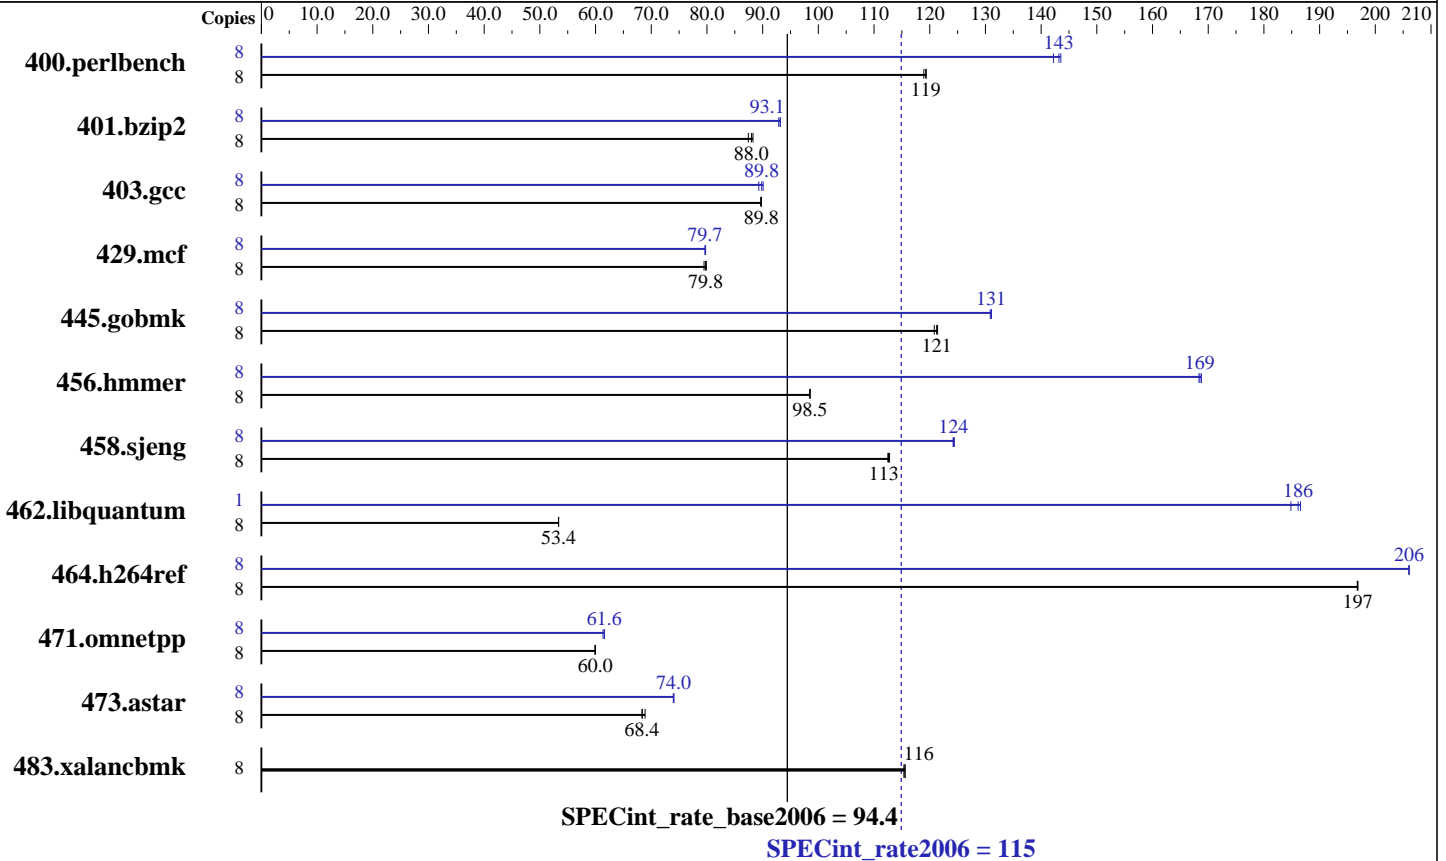 Copies 0 10.0 20.0 30.0 40.0 50.0 60.0 70.0 80.0 90.0 100 110 120 130 140 150 160 170 180 190 200 210
400.perlbench 8 143
8 119
401.bzip2 8 93.1
8 88.0
403.gcc 8 89.8
8 89.8
429.mcf 8 79.7
8 79.8
445.gobmk 8 131
8 121
456.hmmer 8 169
8 98.5
458.sjeng 8 124
8 113
462.libquantum 1 186
8 53.4
464.h264ref 8 206
8 197
471.omnetpp 8 61.6
8 60.0
473.astar 8 74.0
8 68.4
483.xalancbmk 8 116
SPECint_rate_base2006 = 94.4
SPECint_rate2006 = 115